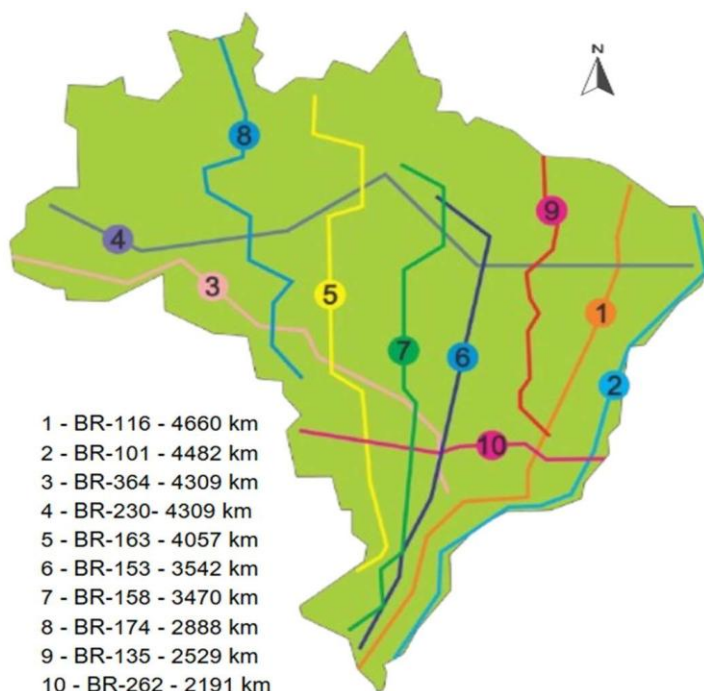 N
8
9
4
3
5
1
7
6
2
10
1 - BR-116 - 4660 km
2 - BR-101 - 4482 km
3 - BR-364 - 4309 km
4 - BR-230- 4309 km
5 - BR-163 - 4057 km
6 - BR-153 - 3542 km
7 - BR-158 - 3470 km
8 - BR-174 - 2888 km
9 - BR-135 - 2529 km
10 - BR-262 - 2191 km